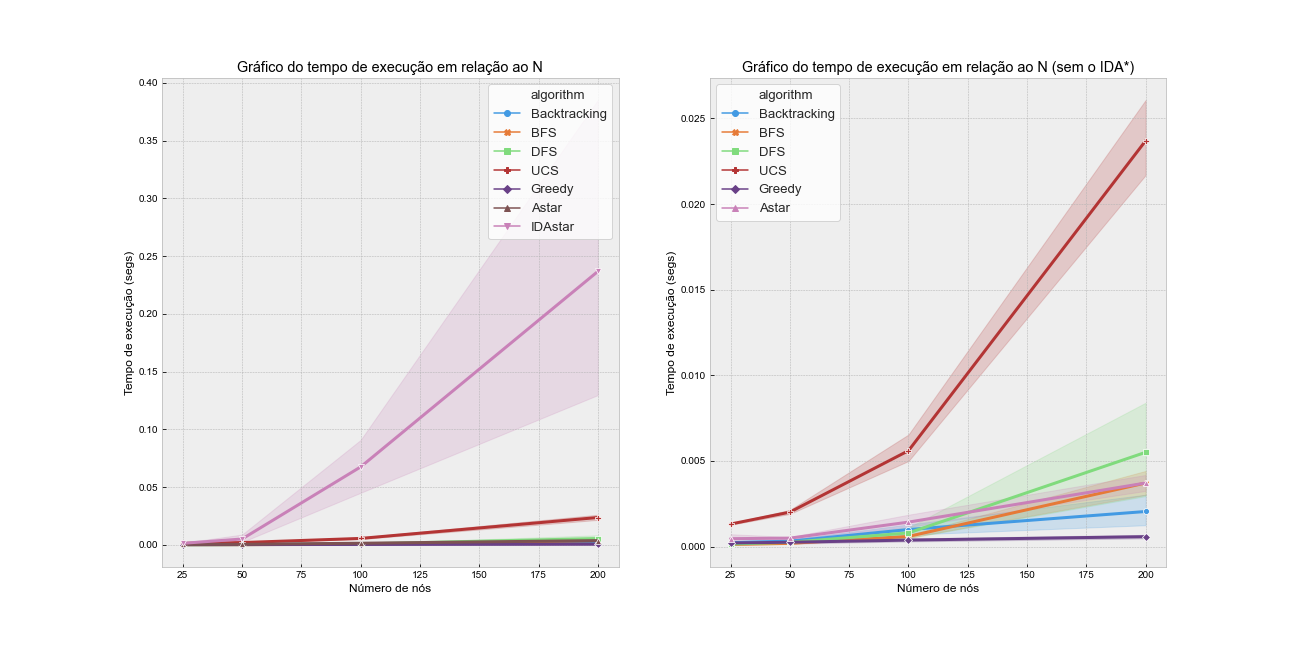 Gráfico do tempo de execução em relação ao N
Tempo de execução (segs)
0.40
0.35
0.30
0.25
0.20
0.15
0.10
0.05
0.00
algorithm
Backtracking
BFS
DFS
UCS
Greedy
Astar
IDAstar
25
50
75
100
125
150
175
200
Número de nós
Gráfico do tempo de execução em relação ao N (sem o IDA*)
Tempo de execução (segs)
0.025
0.020
0.015
0.010
0.005
0.000
algorithm
Backtracking
BFS
DFS
UCS
Greedy
Astar
25
50
75
100
125
150
175
200
Número de nós